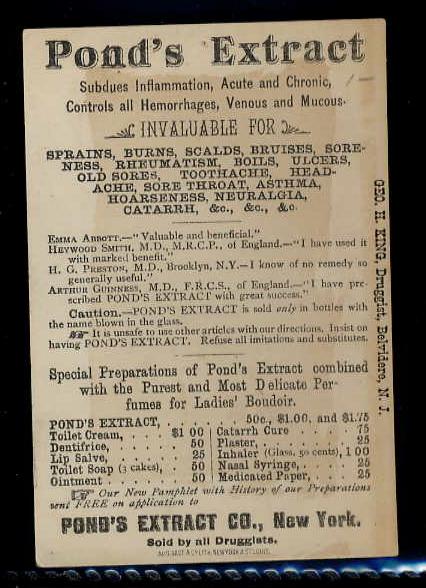 Pond's Extract
Subdues Inflammation, Acute and Chronic,
Controls all Hemorrhages, Venous and Mucous.
INVALUABLE FOR
SPRAINS, BURNS, SCALDS, BRUISES, SORE-
NESS, RHEUMATISM, BOILS, ULCERS,
OLD SORES, TOOTHACHE, HEAD-
ACHE, SORE THROAT, ASTHMA,
HOARSENESS, NEURALGIA,
CATARRH, &c., &c., &c.
EMMA ABBOTT.—"Valuable and beneficial."
HEYWOOD SMITH, M.D., M.R.C.P., of England.—"I have used it
with marked benefit."
H. G. PRESTON, M.D., Brooklyn, N.Y.—I know of no remedy so
generally useful."
ARTHUR GUINNESS, M.D., F.R.C.S., of England.—"I have pre-
scribed POND'S EXTRACT with great success."
Caution.—POND'S EXTRACT is sold only in bottles with
the name blown in the glass.
☞ It is unsafe to use other articles with our directions. Insist on
having POND'S EXTRACT. Refuse all imitations and substitutes.
Special Preparations of Pond's Extract combined
with the Purest and Most Delicate Per-
fumes for Ladies' Boudoir.
POND'S EXTRACT, . . . . . 50c., $1.00, and $1.75
Toilet Cream, . . . . $1 00
Dentifrice, . . . . 50
Lip Salve, . . . . 25
Toilet Soap (3 cakes), . 50
Ointment . . . . 50
Catarrh Cure . . . 75
Plaster, . . . . 25
Inhaler (Glass, 50 cents), 1 00
Nasal Syringe, . . . 25
Medicated Paper, . . . 25
☞ Our New Pamphlet with History of our Preparations
sent FREE on application to
POND'S EXTRACT CO., New York.
Sold by all Druggists.
GEO. H. KING, Druggist, Belvidere, N. J.